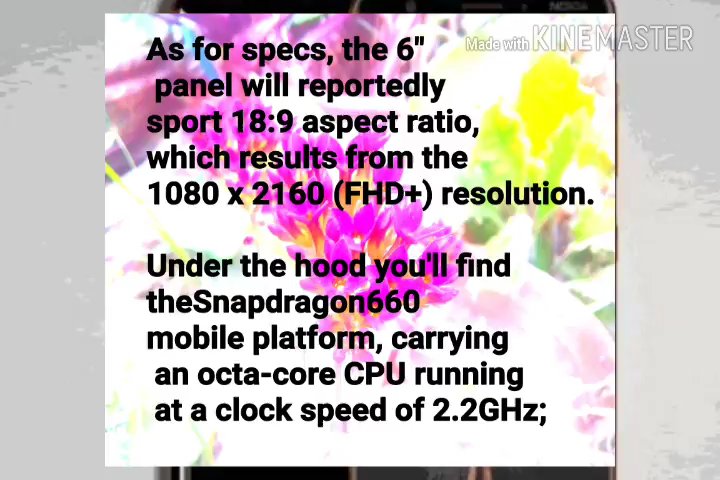 Made with KINEMASTER
As for specs, the 6"
panel will reportedly
sport 18:9 aspect ratio,
which results from the
1080 x 2160 (FHD+) resolution.
Under the hood you'll find
theSnapdragon660
mobile platform, carrying
an octa-core CPU running
at a clock speed of 2.2GHz;